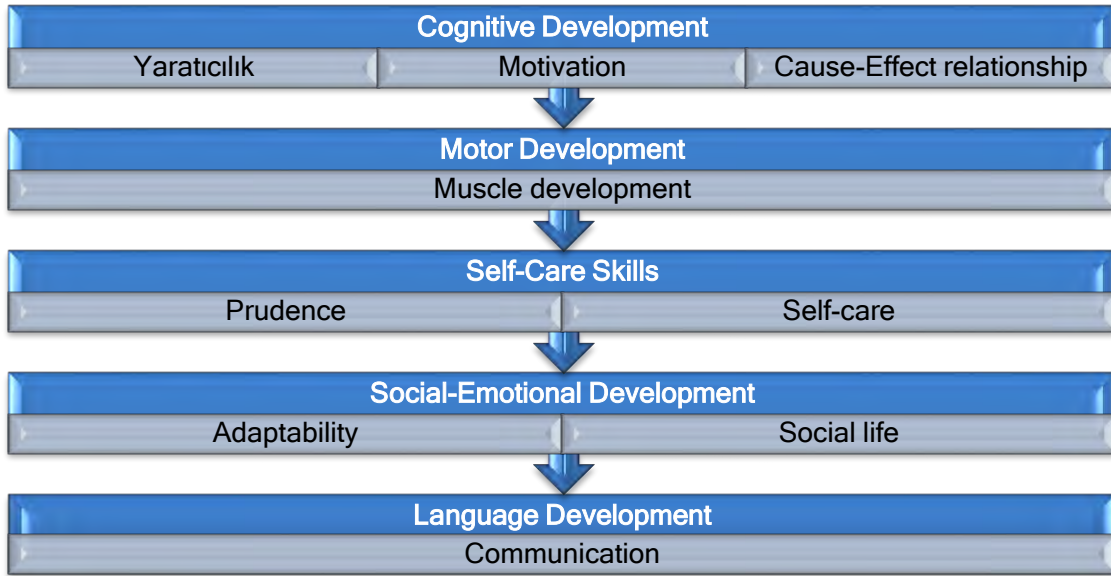 Cognitive Development
Yaratıcılık Motivation Cause-Effect relationship
Motor Development
Muscle development
Self-Care Skills
Prudence Self-care
Social-Emotional Development
Adaptability Social life
Language Development
Communication